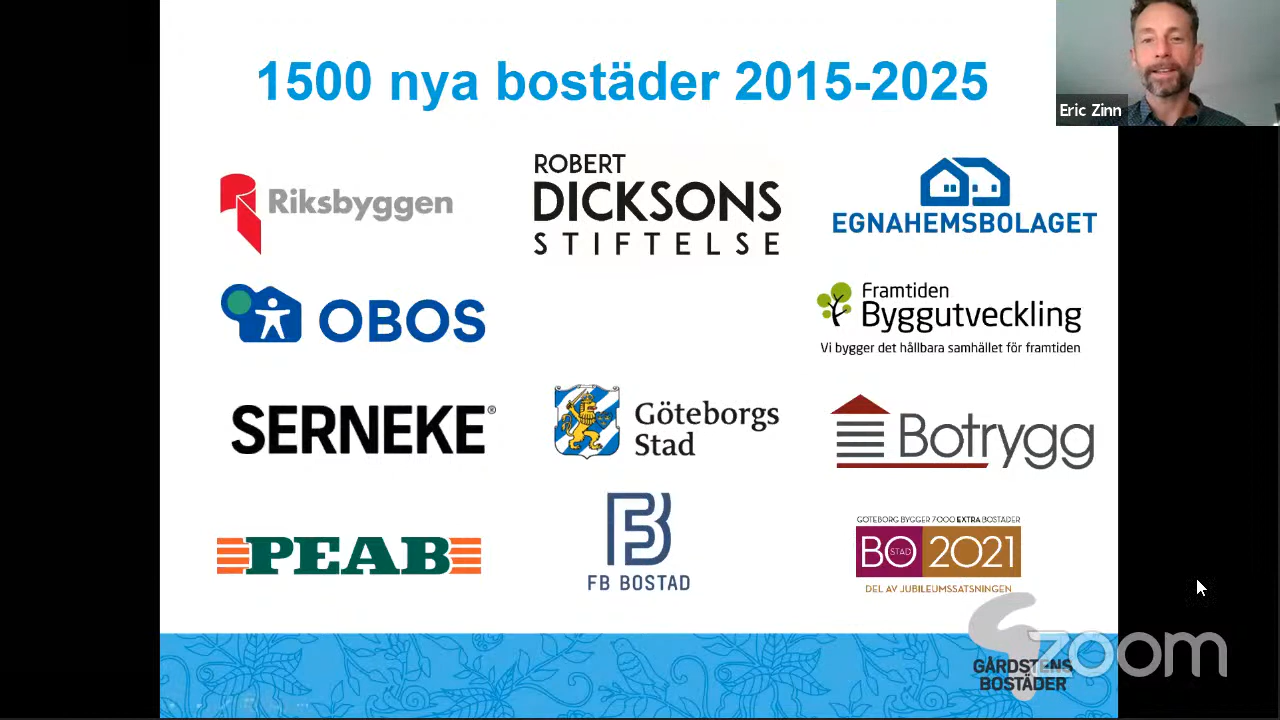 1500 nya bostäder 2015-2025
Eric Zinn
Riksbyggen
ROBERT
DICKSONS
STIFTELSE
EGNAHEMSBOLAGET
OBOS
Framtiden
Byggutveckling
Vi bygger det hållbara samhället för framtiden
SERNEKE®
Göteborgs
Stad
Botrygg
PEAB
FB BOSTAD
GÖTEBORG BYGGER 7000 EXTRA BOSTÄDER
BO STAD 2021
DEL AV JUBILEUMSSATSNINGEN
zoom
GÅRDSTENS
BOSTÄDER